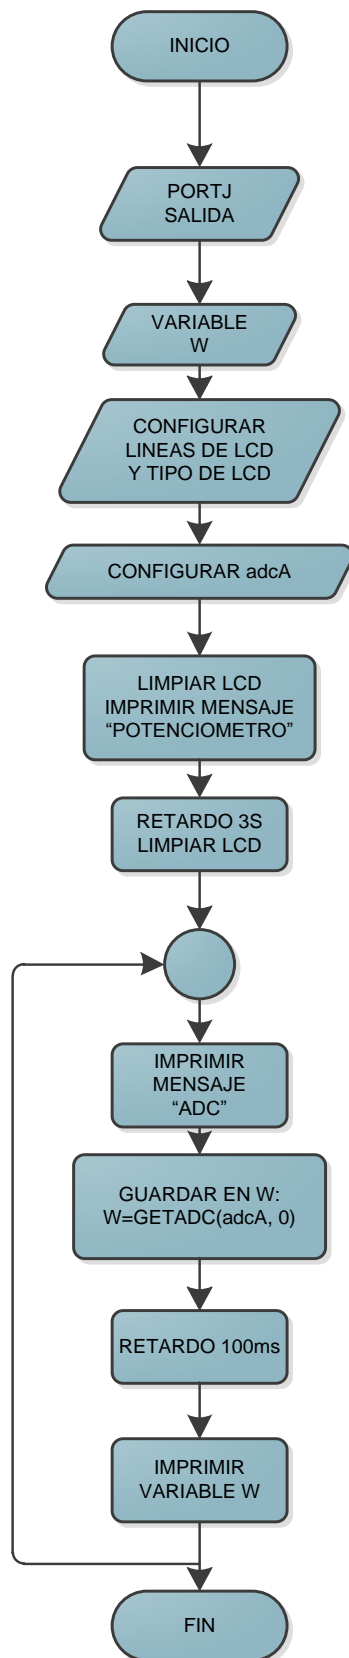 INICIO
PORTJ
SALIDA
VARIABLE
W
CONFIGURAR
LINEAS DE LCD
Y TIPO DE LCD
CONFIGURAR adcA
LIMPIAR LCD
IMPRIMIR MENSAJE
“POTENCIOMETRO”
RETARDO 3S
LIMPIAR LCD
IMPRIMIR
MENSAJE
“ADC”
GUARDAR EN W:
W=GETADC(adcA, 0)
RETARDO 100ms
IMPRIMIR
VARIABLE W
FIN